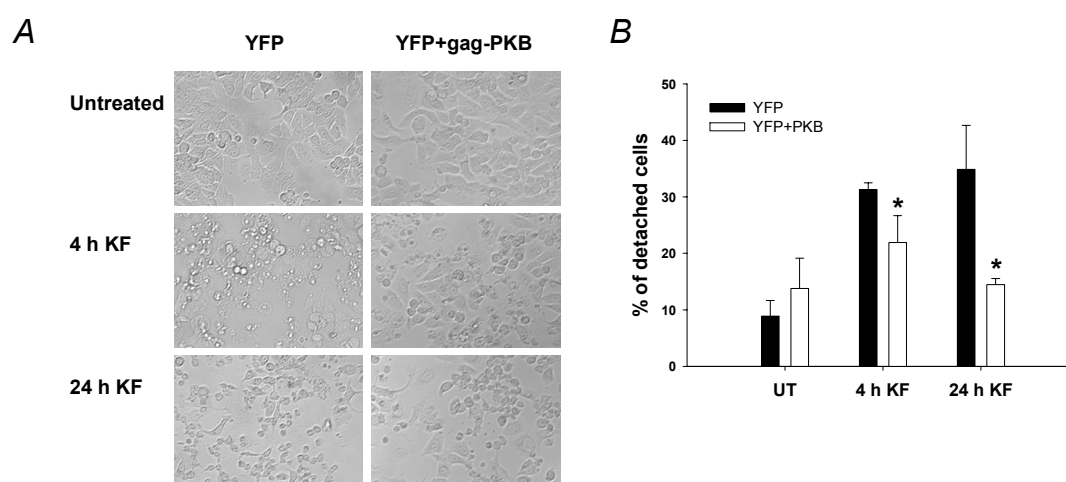 A
YFP YFP+gag-PKB
Untreated
4 h KF
24 h KF
B
50
40
30
20
10
0
% of detached cells
YFP
YFP+PKB
*
*
UT 4 h KF 24 h KF